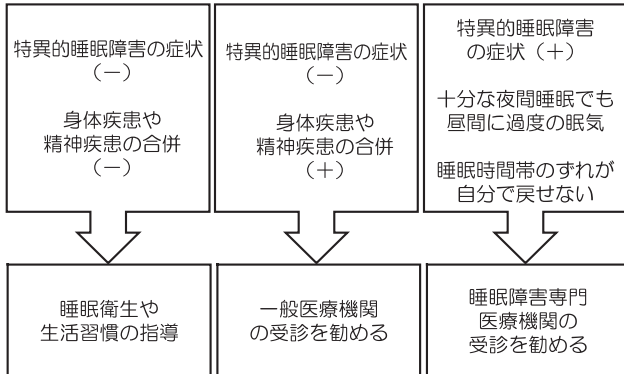 特異的睡眠障害の症状
（－）
身体疾患や
精神疾患の合併
（－）
特異的睡眠障害の症状
（－）
身体疾患や
精神疾患の合併
（＋）
特異的睡眠障害
の症状（＋）
十分な夜間睡眠でも
昼間に過度の眠気
睡眠時間帯のずれが
自分で戻せない
睡眠衛生や
生活習慣の指導
一般医療機関
の受診を勧める
睡眠障害専門
医療機関の
受診を勧める